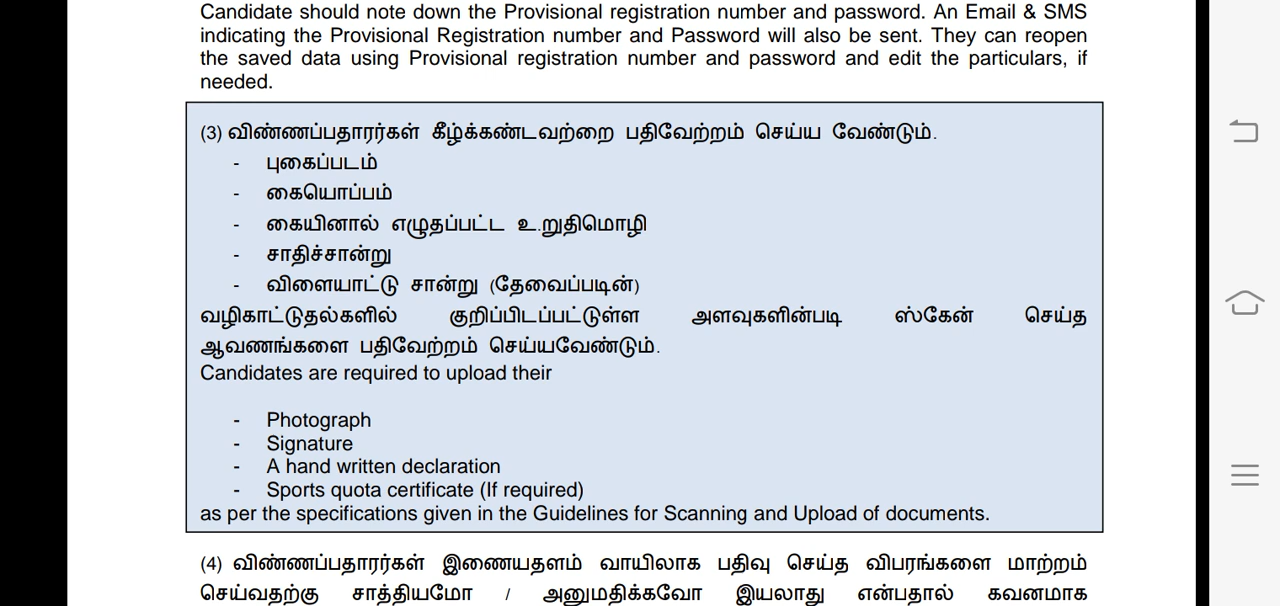 Candidate should note down the Provisional registration number and password. An Email & SMS
indicating the Provisional Registration number and Password will also be sent. They can reopen
the saved data using Provisional registration number and password and edit the particulars, if
needed.
(3) விண்ணப்பதாரர்கள் கீழ்க்கண்டவற்றை பதிவேற்றம் செய்ய வேண்டும்.
- புகைப்படம்
- கையொப்பம்
- கையினால் எழுதப்பட்ட உறுதிமொழி
- சாதிச்சான்று
- விளையாட்டு சான்று (தேவைப்படின்)
வழிகாட்டுதல்களில் குறிப்பிடப்பட்டுள்ள அளவுகளின்படி ஸ்கேன் செய்த
ஆவணங்களை பதிவேற்றம் செய்யவேண்டும்.
Candidates are required to upload their
- Photograph
- Signature
- A hand written declaration
- Sports quota certificate (If required)
as per the specifications given in the Guidelines for Scanning and Upload of documents.
(4) விண்ணப்பதாரர்கள் இணையதளம் வாயிலாக பதிவு செய்த விபரங்களை மாற்றம்
செய்வதற்கு சாத்தியமோ / அனுமதிக்கவோ இயலாது என்பதால் கவனமாக